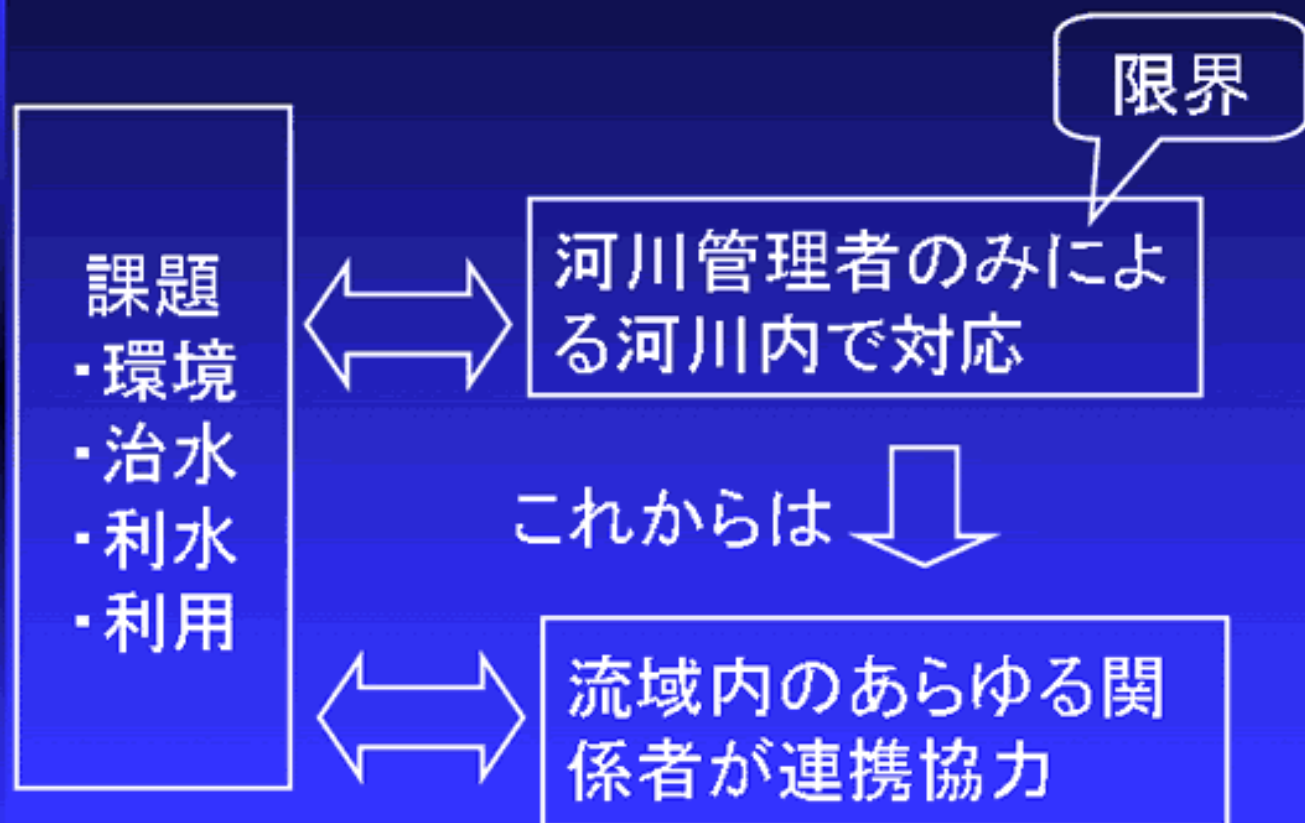 限界
課題
・環境
・治水
・利水
・利用
河川管理者のみによ
る河川内で対応
これからは
流域内のあらゆる関
係者が連携協力